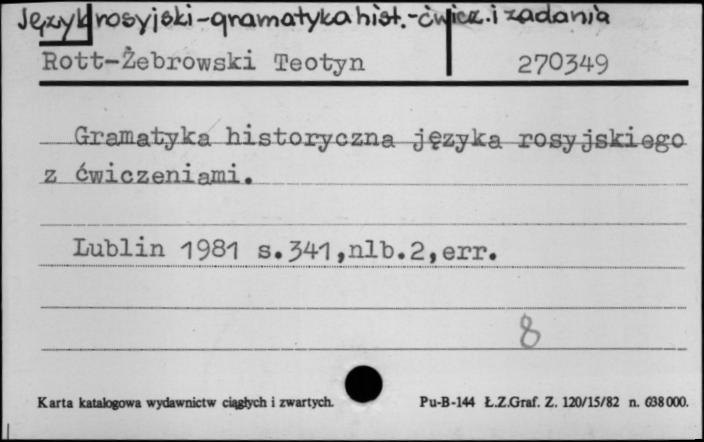 Język rosyjski-gramatyka hist.-ćwicz. i zadania
Rott-Żebrowski Teotyn 270349
Gramatyka historyczna języka rosyjskiego
z ćwiczeniami.
Lublin 1981 s.341,nlb.2,err.
8
Karta katalogowa wydawnictw ciągłych i zwartych. Pu-B-144 Ł.Z.Graf. Z. 120/15/82 n. 638000.